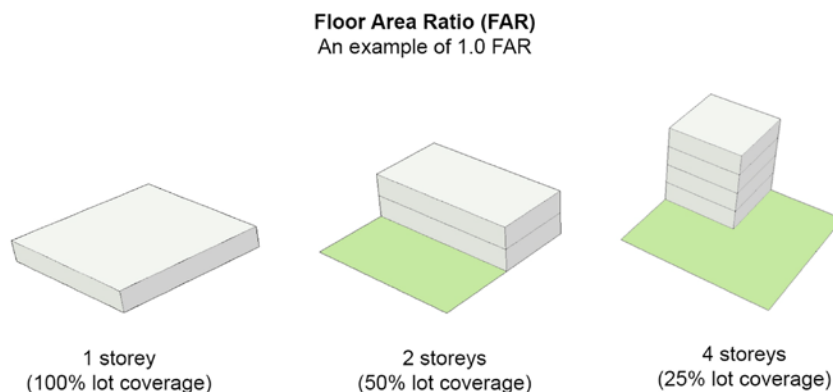 Floor Area Ratio (FAR)
An example of 1.0 FAR
1 storey
(100% lot coverage)
2 storeys
(50% lot coverage)
4 storeys
(25% lot coverage)